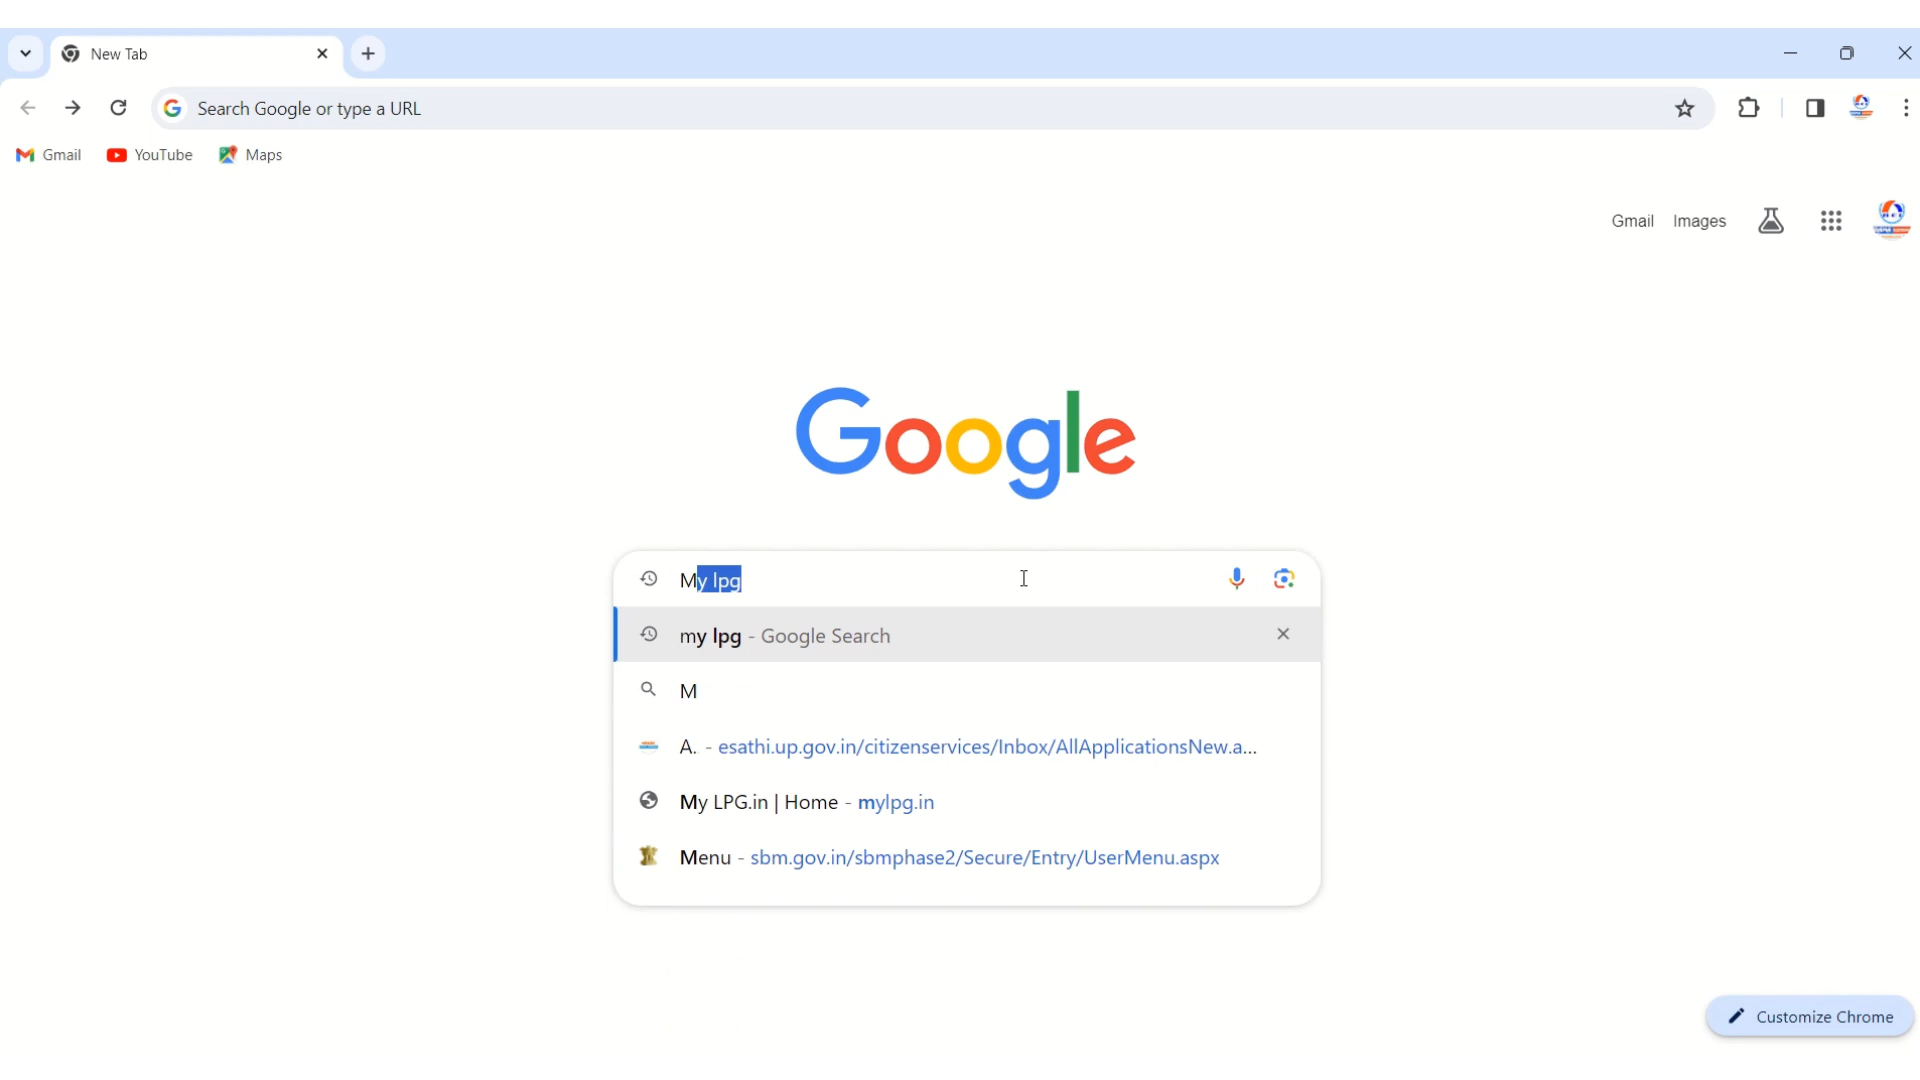 New Tab
Search Google or type a URL
Gmail YouTube Maps
Gmail Images
Google
My lpg
my lpg - Google Search
M
A. - esathi.up.gov.in/citizenservices/Inbox/AllApplicationsNew.a...
My LPG.in | Home - mylpg.in
Menu - sbm.gov.in/sbmphase2/Secure/Entry/UserMenu.aspx
Customize Chrome